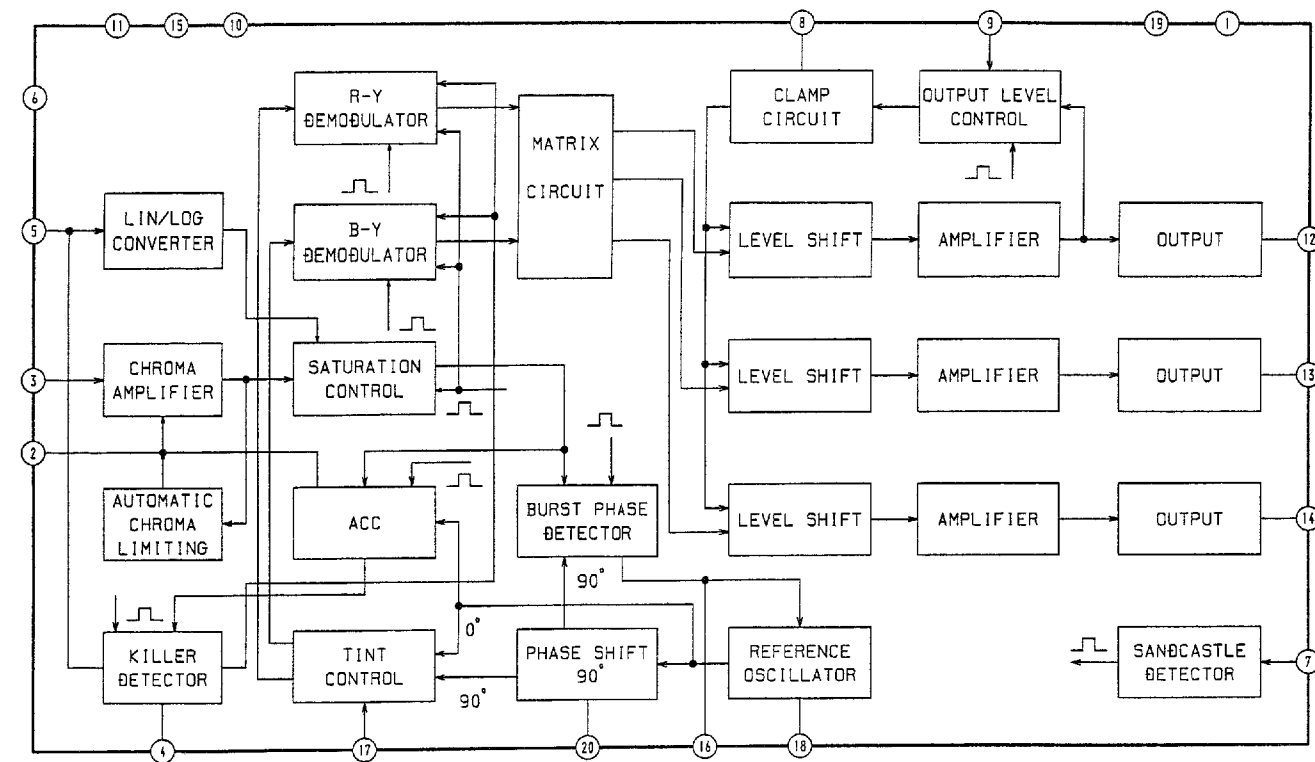 11
15
10
8
9
19
1
6
R-Y
DEMODULATOR
MATRIX
CIRCUIT
CLAMP
CIRCUIT
OUTPUT LEVEL
CONTROL
5
LIN/LOG
CONVERTER
B-Y
DEMODULATOR
LEVEL SHIFT
AMPLIFIER
OUTPUT
12
3
CHROMA
AMPLIFIER
SATURATION
CONTROL
LEVEL SHIFT
AMPLIFIER
OUTPUT
13
2
AUTOMATIC
CHROMA
LIMITING
ACC
BURST PHASE
DETECTOR
LEVEL SHIFT
AMPLIFIER
OUTPUT
14
90°
0°
KILLER
DETECTOR
TINT
CONTROL
90°
PHASE SHIFT
90°
REFERENCE
OSCILLATOR
SANDCASTLE
DETECTOR
7
4
17
20
16
18